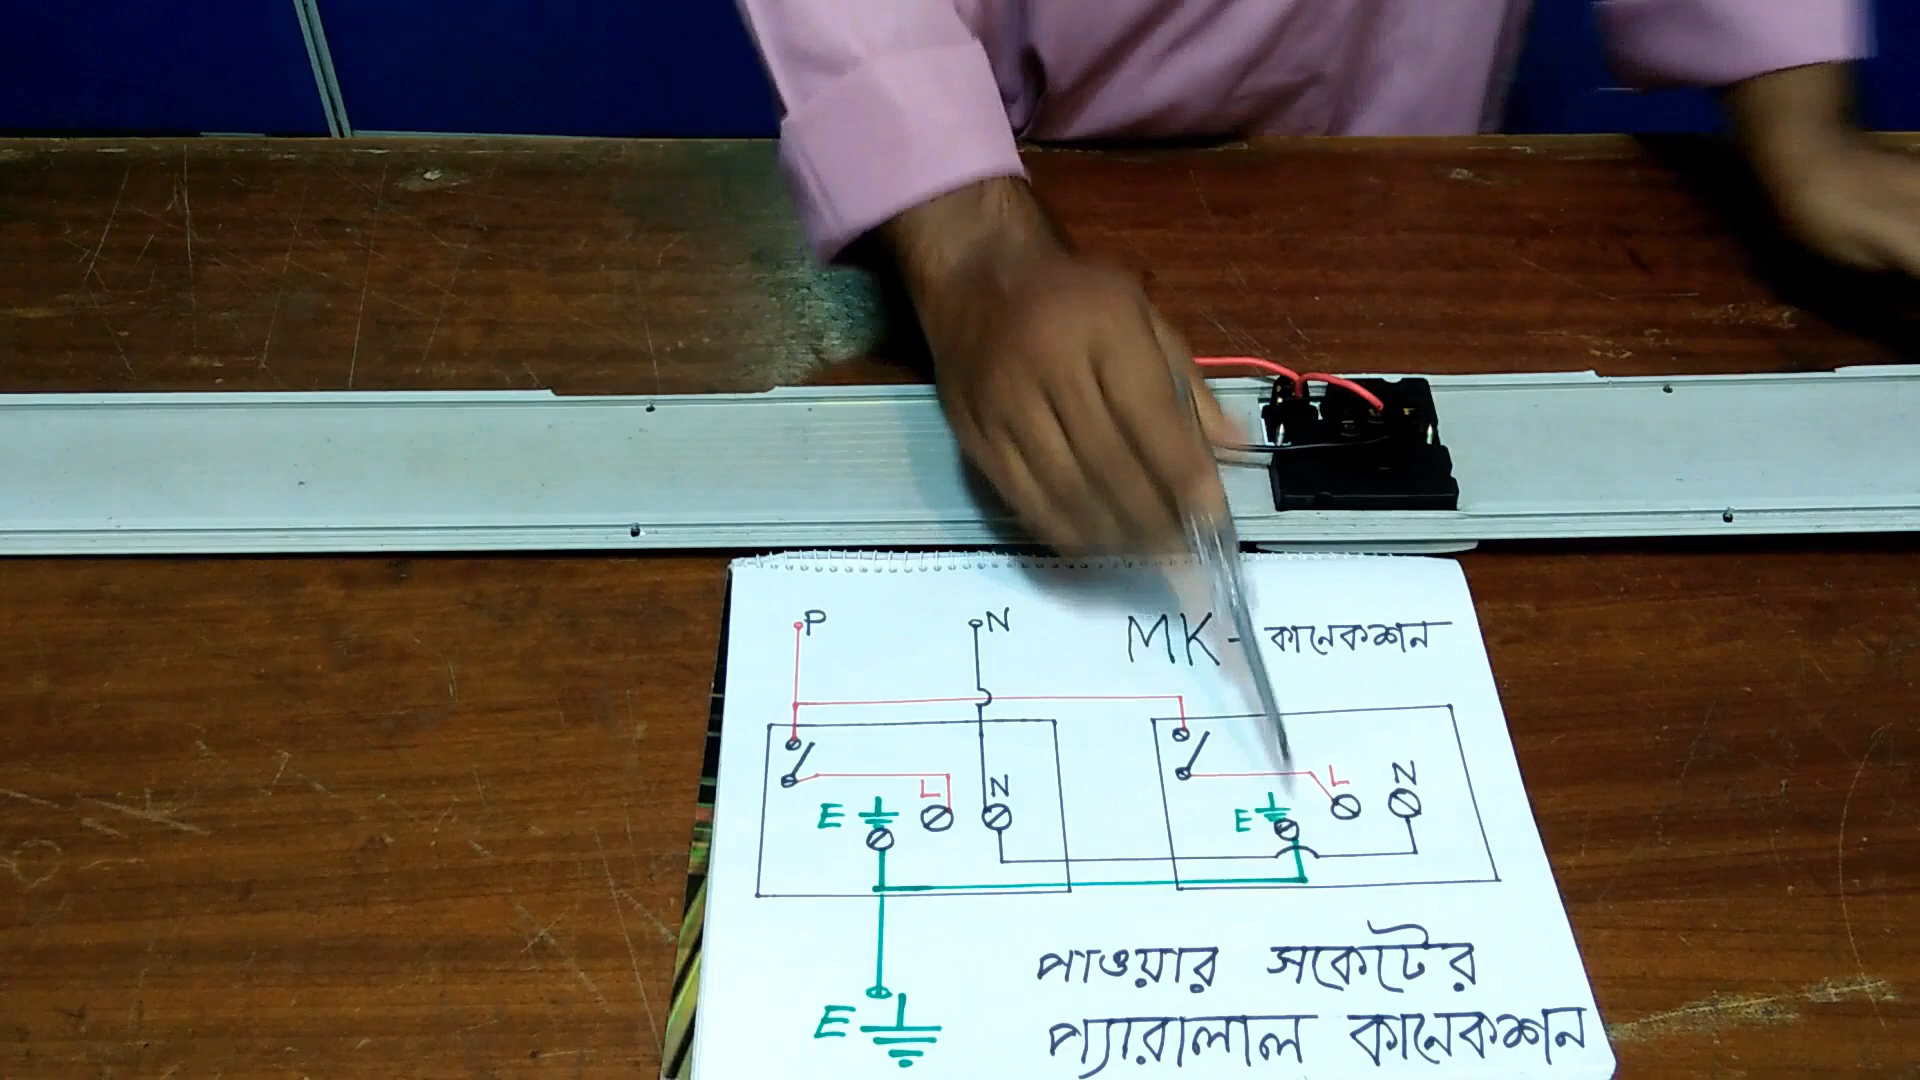 P N MK - কানেকশন
L N L N
E E
E
পাওয়ার সকেটের
প্যারালাল কানেকশন